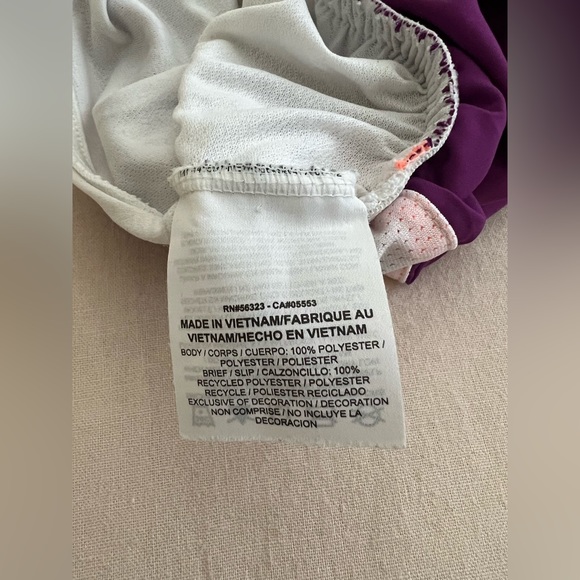 RN#56323 - CA#05553
MADE IN VIETNAM/FABRIQUE AU
VIETNAM/HECHO EN VIETNAM
BODY / CORPS / CUERPO: 100% POLYESTER /
POLYESTER / POLIESTER
BRIEF / SLIP / CALZONCILLO: 100%
RECYCLED POLYESTER / POLYESTER
RECYCLE / POLIESTER RECICLADO
EXCLUSIVE OF DECORATION / DECORATION
NON COMPRISE / NO INCLUYE LA
DECORACION